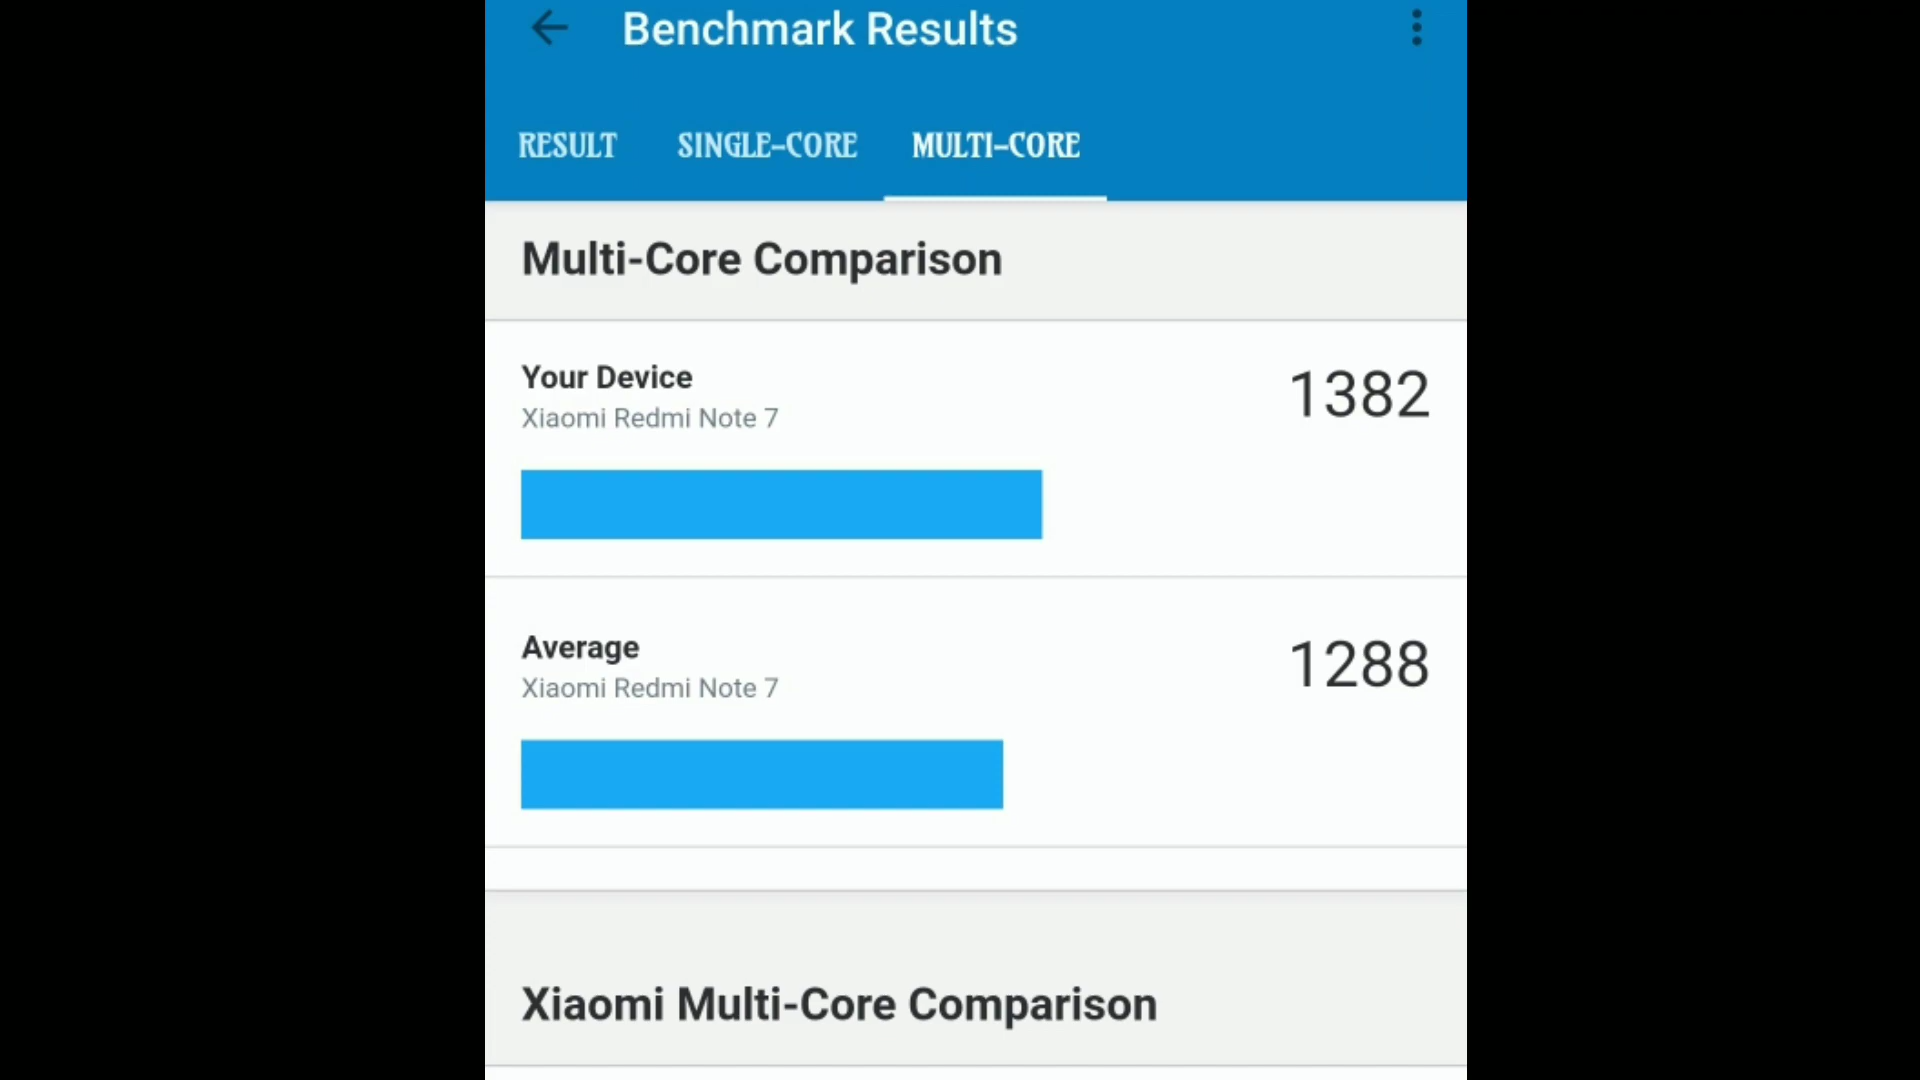 Benchmark Results
RESULT SINGLE-CORE MULTI-CORE
Multi-Core Comparison
Your Device 1382
Xiaomi Redmi Note 7
Average 1288
Xiaomi Redmi Note 7
Xiaomi Multi-Core Comparison